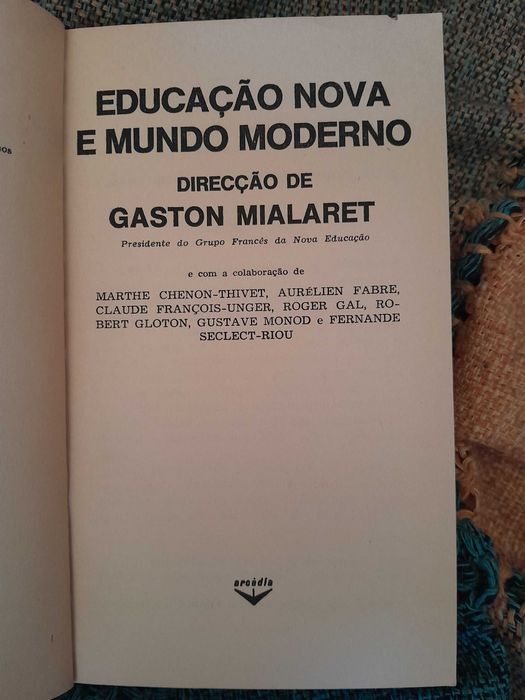 EDUCAÇÃO NOVA
E MUNDO MODERNO
DIRECÇÃO DE
GASTON MIALARET
Presidente do Grupo Francês da Nova Educação
e com a colaboração de
MARTHE CHENON-THIVET, AURÉLIEN FABRE,
CLAUDE FRANÇOIS-UNGER, ROGER GAL, RO-
BERT GLOTON, GUSTAVE MONOD e FERNANDE
SECLECT-RIOU
arcádia